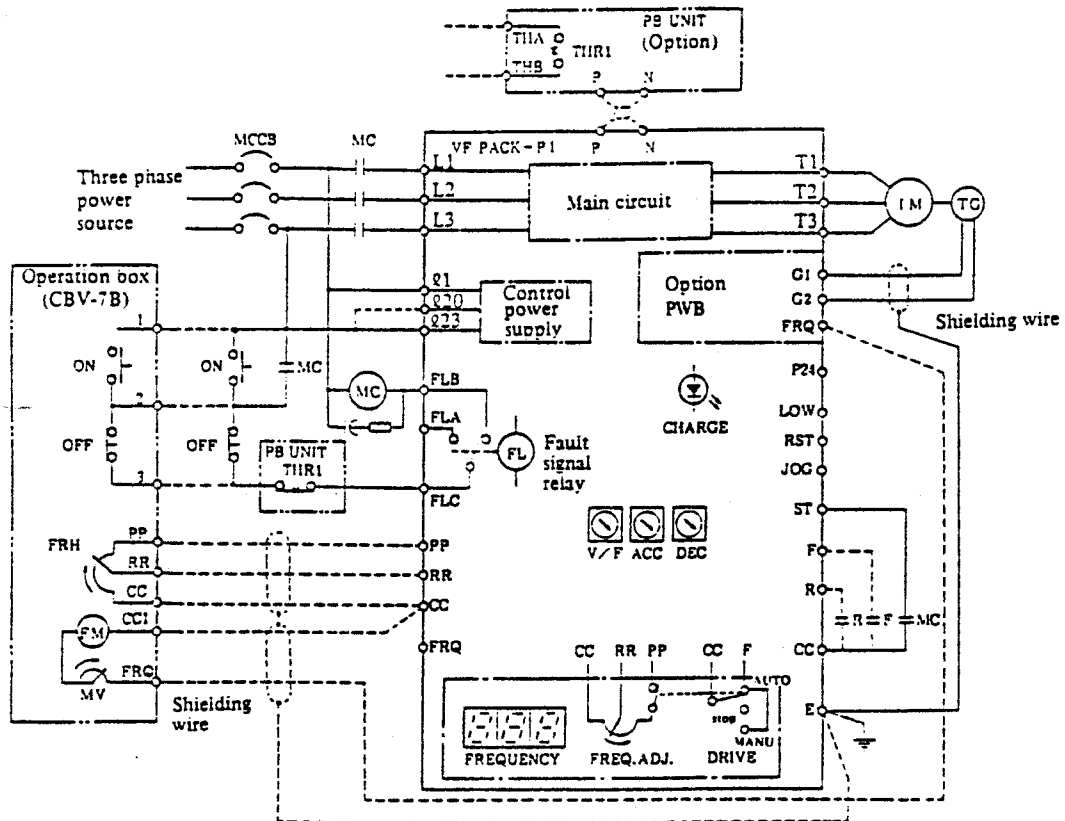 PB UNIT
(Option)
THA
THR1
THB
P N
MCCB MC
VF PACK-P1 P N
Three phase
power
source
L1
L2
L3
Main circuit
T1
T2
T3
IM
TG
Operation box
(CBV-7B)
ℓ1
ℓ20
ℓ23
Control
power
supply
Option
PWB
G1
G2
FRQ
Shielding wire
1
ON
ON
MC
2
OFF
OFF
3
PB UNIT
THR1
MC
FLB
FLA
FLC
FL
Fault
signal
relay
CHARGE
P24
LOW
RST
JOG
ST
F
R
CC
E
R F MC
V/F ACC DEC
FRH
PP
RR
CC
CC1
FM
FRQ
MV
Shielding
wire
PP
RR
CC
FRQ
CC RR PP CC F
AUTO
MANU
888
FREQUENCY FREQ.ADJ. DRIVE